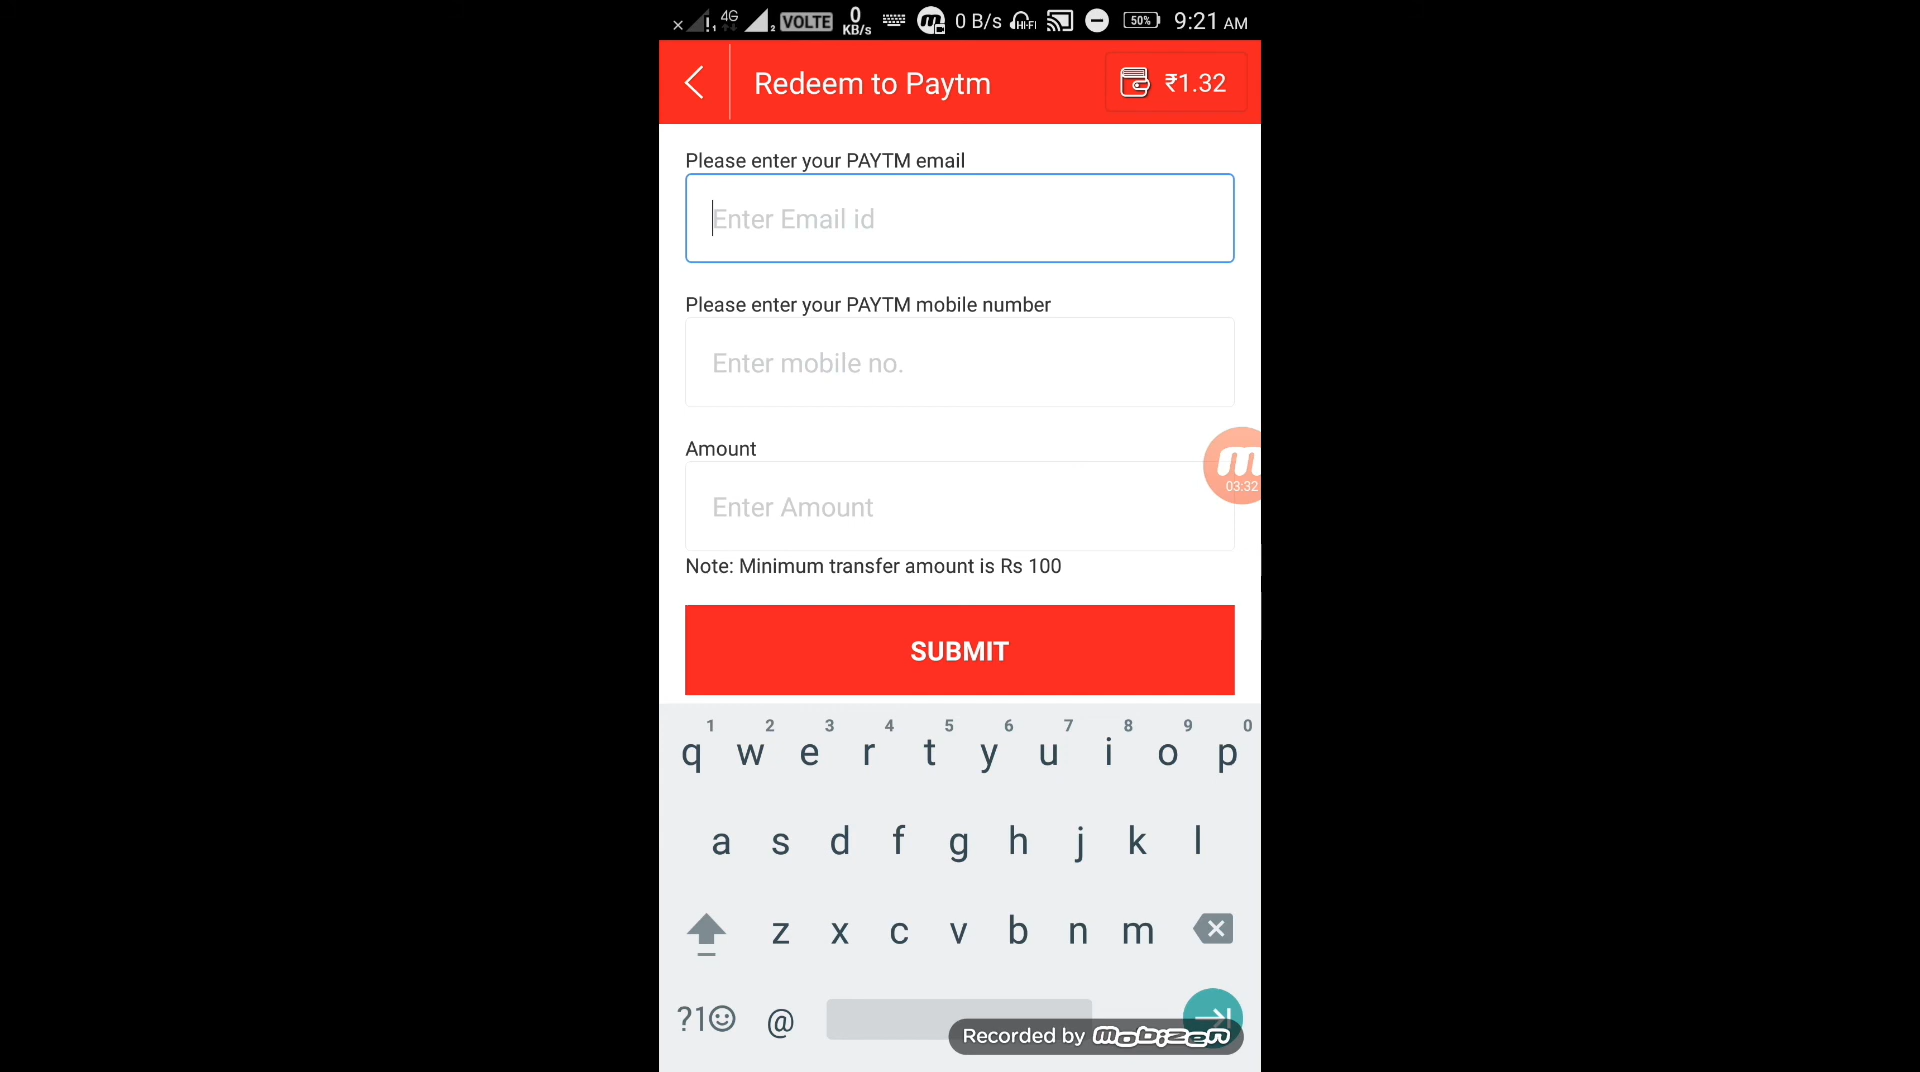 4G VOLTE 0 KB/s 0 B/s HI-FI 50% 9:21 AM
Redeem to Paytm ₹1.32
Please enter your PAYTM email
Enter Email id
Please enter your PAYTM mobile number
Enter mobile no.
Amount
Enter Amount
03:32
Note: Minimum transfer amount is Rs 100
SUBMIT
1 2 3 4 5 6 7 8 9 0
q w e r t y u i o p
a s d f g h j k l
z x c v b n m
?1☺ @
Recorded by mobizen